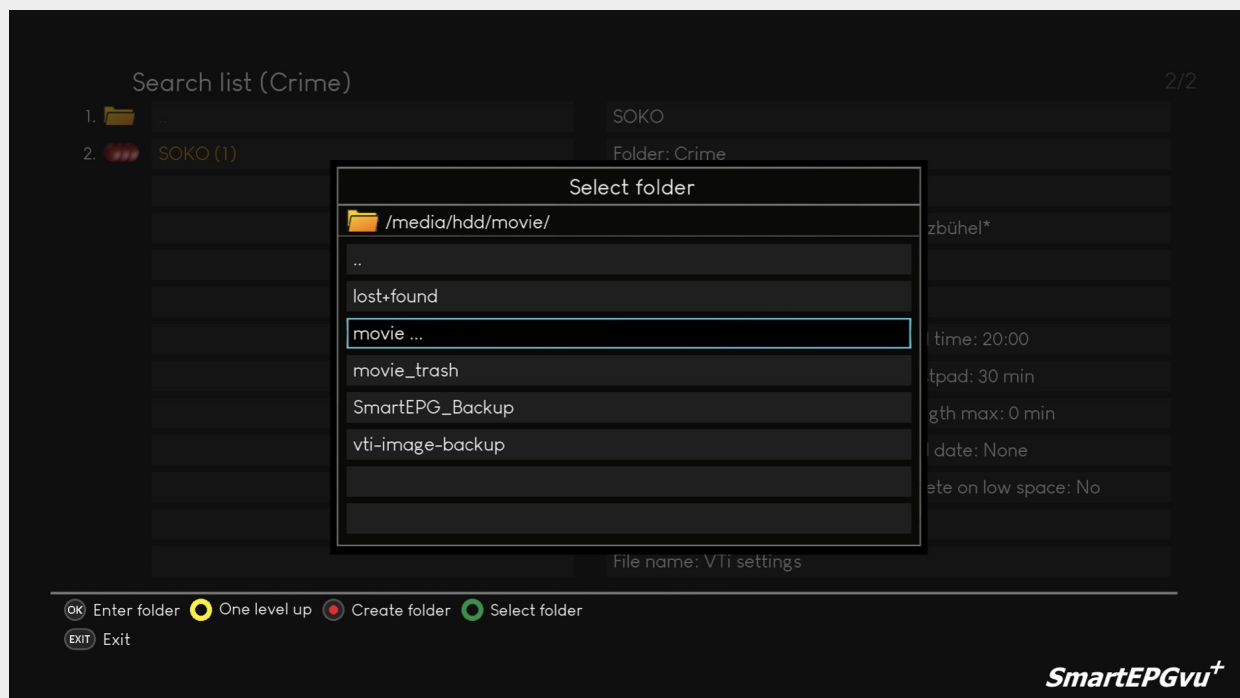 Search list (Crime)
2/2
1. ..
SOKO
2. SOKO (1)
Folder: Crime
Select folder
/media/hdd/movie/
zbühel*
..
lost+found
movie ...
time: 20:00
movie_trash
tpad: 30 min
SmartEPG_Backup
gth max: 0 min
vti-image-backup
date: None
ete on low space: No
File name: VTi settings
OK Enter folder One level up Create folder Select folder
EXIT Exit
SmartEPGvu+